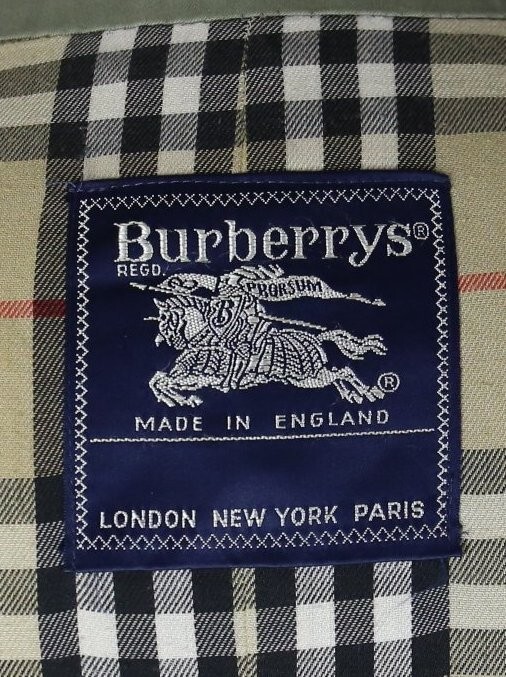 Burberrys®
REGD.
PRORSUM
B
®
MADE IN ENGLAND
LONDON NEW YORK PARIS